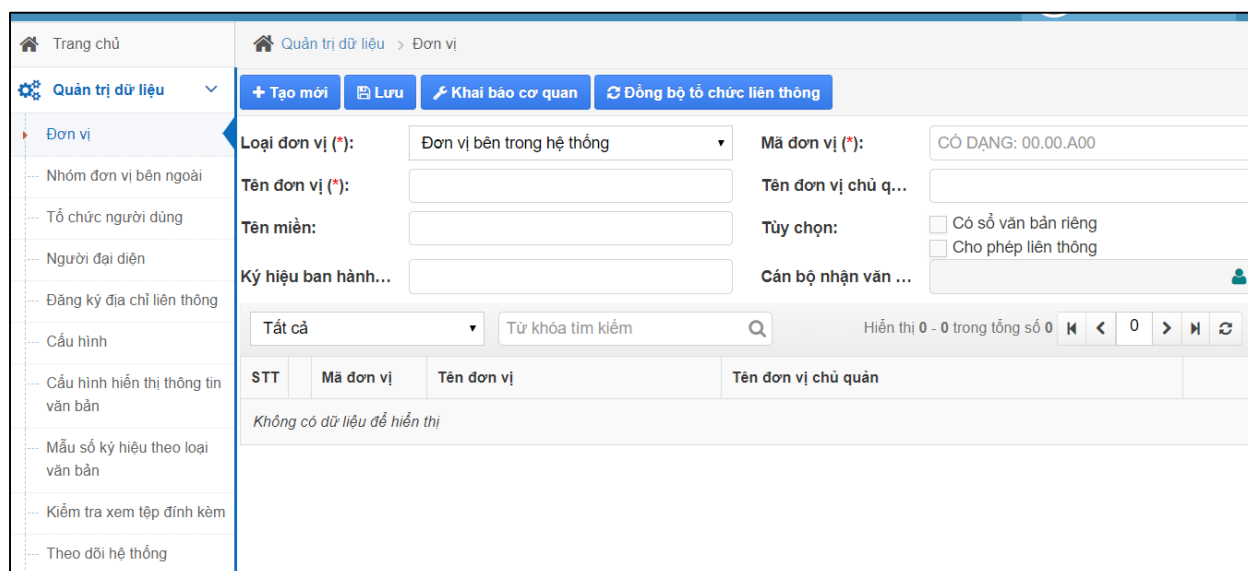 Trang chủ
Quản trị dữ liệu > Đơn vị
Quản trị dữ liệu
+ Tạo mới Lưu Khai báo cơ quan Đồng bộ tổ chức liên thông
Đơn vị
Nhóm đơn vị bên ngoài
Tổ chức người dùng
Người đại diện
Đăng ký địa chỉ liên thông
Cấu hình
Cấu hình hiển thị thông tin
văn bản
Mẫu số ký hiệu theo loại
văn bản
Kiểm tra xem tệp đính kèm
Theo dõi hệ thống
Loại đơn vị (*): Đơn vị bên trong hệ thống Mã đơn vị (*): CÓ DẠNG: 00.00.A00
Tên đơn vị (*): Tên đơn vị chủ q...
Tên miền: Tùy chọn: Có sổ văn bản riêng
Cho phép liên thông
Ký hiệu ban hành... Cán bộ nhận văn ...
Tất cả Từ khóa tìm kiếm Hiển thị 0 - 0 trong tổng số 0 0
STT Mã đơn vị Tên đơn vị Tên đơn vị chủ quản
Không có dữ liệu để hiển thị